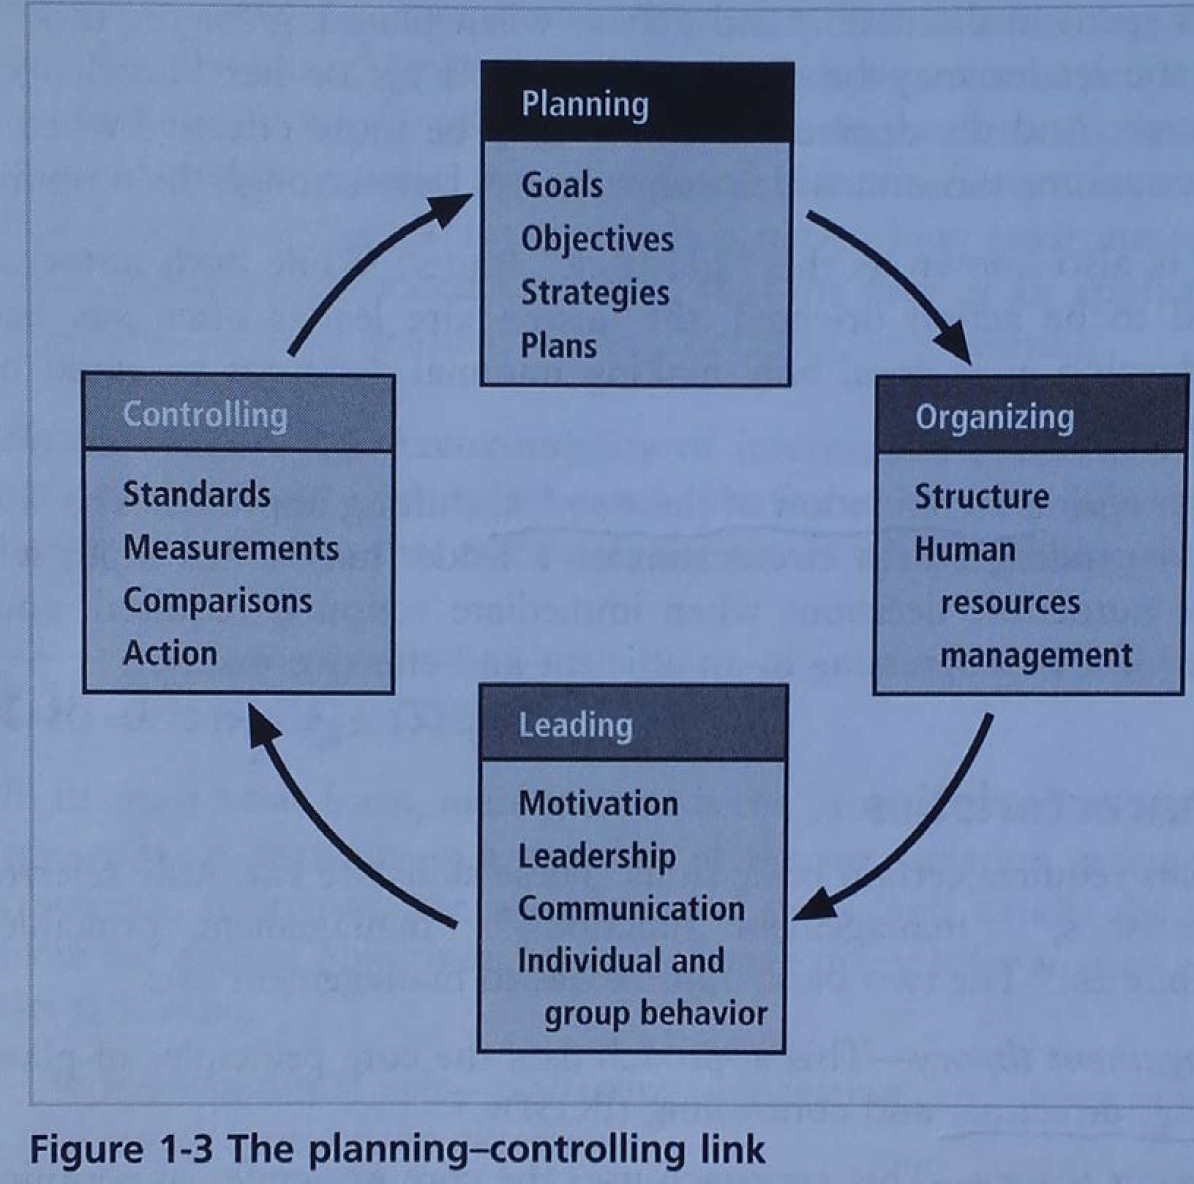 Planning
Goals
Objectives
Strategies
Plans
Controlling
Standards
Measurements
Comparisons
Action
Organizing
Structure
Human
resources
management
Leading
Motivation
Leadership
Communication
Individual and
group behavior
Figure 1-3 The planning–controlling link